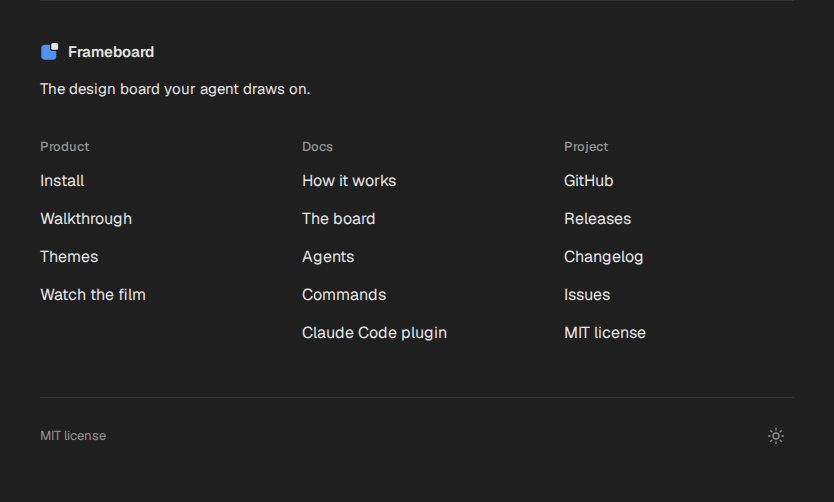 Frameboard
The design board your agent draws on.
Product
Install
Walkthrough
Themes
Watch the film
Docs
How it works
The board
Agents
Commands
Claude Code plugin
Project
GitHub
Releases
Changelog
Issues
MIT license
MIT license